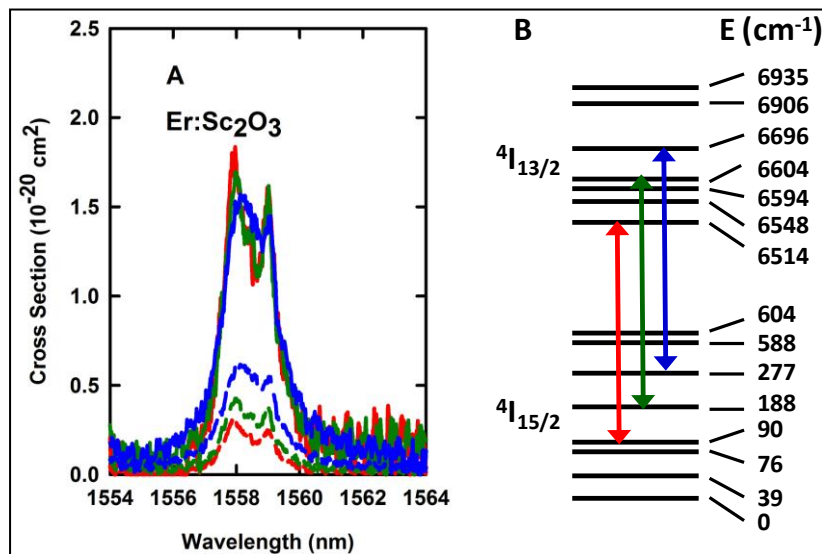 A
Er:Sc₂O₃
Cross Section (10⁻²⁰ cm²)
2.5
2.0
1.5
1.0
0.5
0.0
1554 1556 1558 1560 1562 1564
Wavelength (nm)
B E (cm⁻¹)
⁴I₁₃/₂
6935
6906
6696
6604
6594
6548
6514
⁴I₁₅/₂
604
588
277
188
90
76
39
0